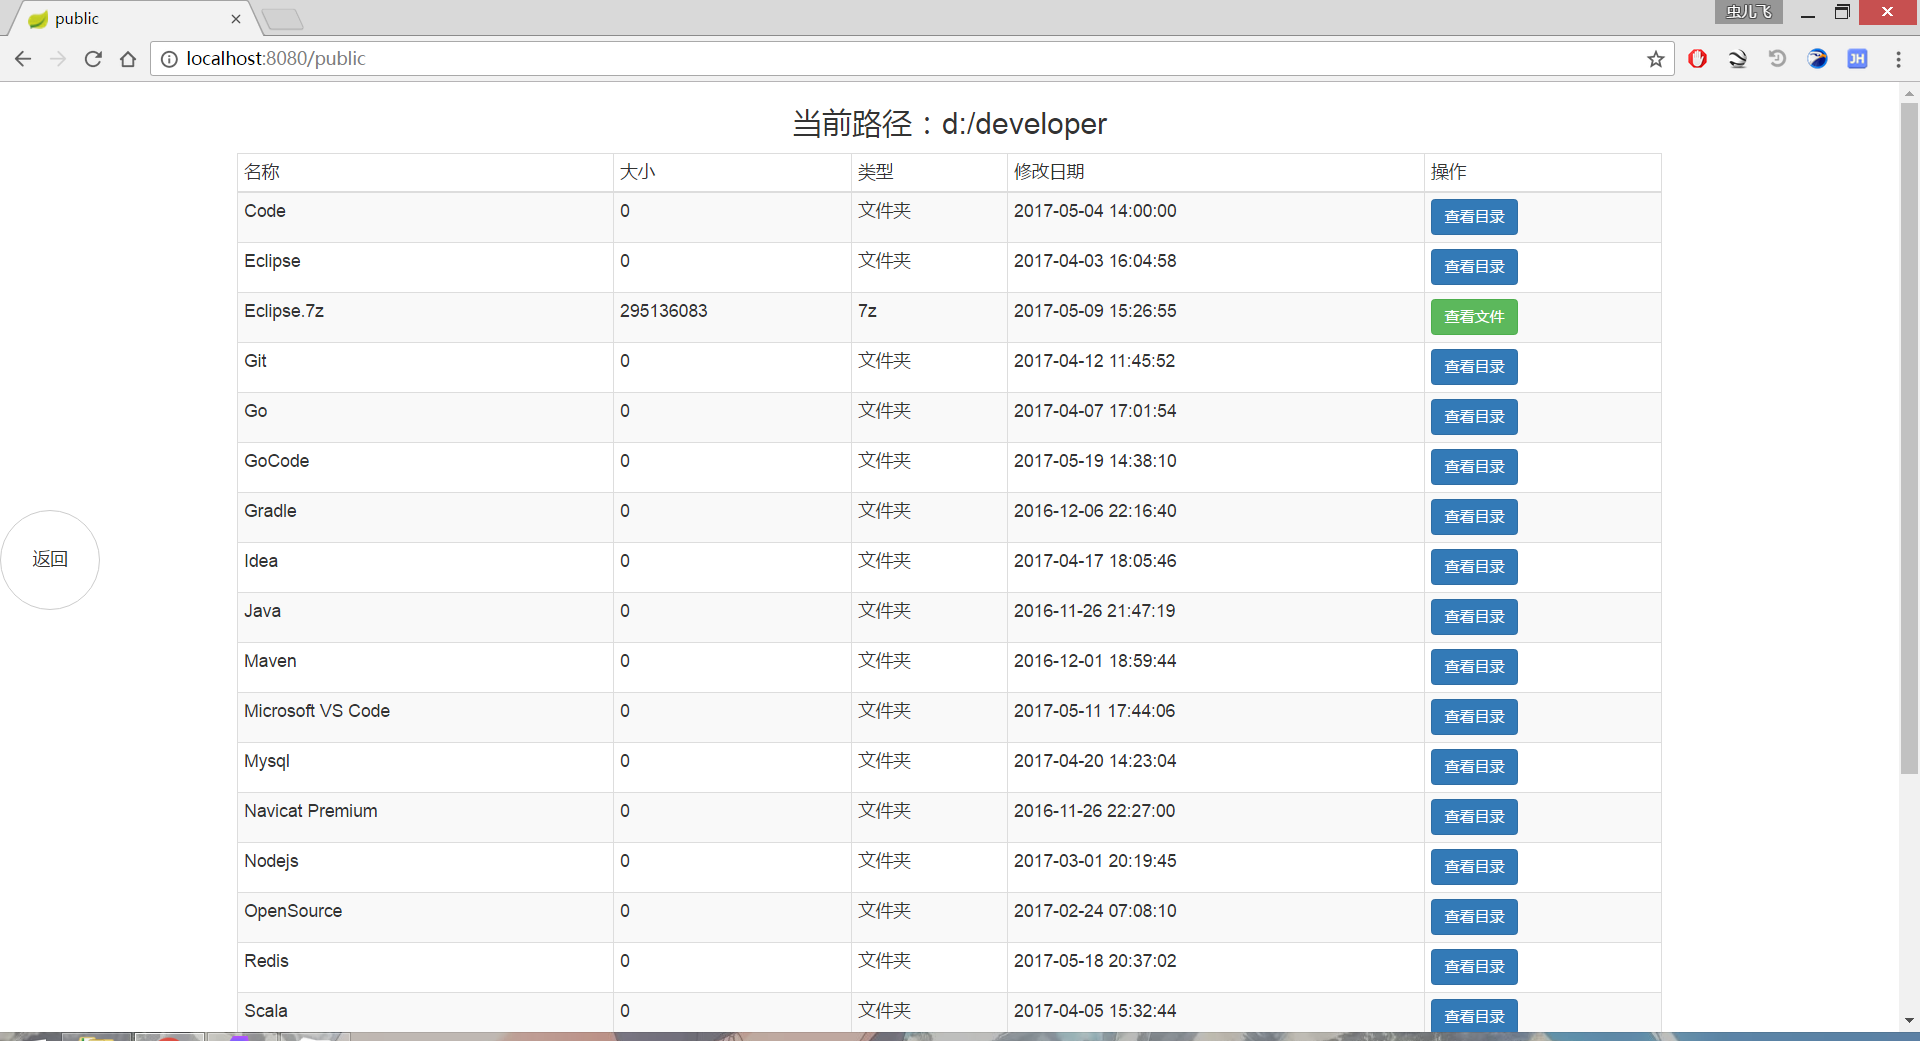 public
虫儿飞
localhost:8080/public
JH
当前路径：d:/developer
名称 大小 类型 修改日期 操作
Code 0 文件夹 2017-05-04 14:00:00 查看目录
Eclipse 0 文件夹 2017-04-03 16:04:58 查看目录
Eclipse.7z 295136083 7z 2017-05-09 15:26:55 查看文件
Git 0 文件夹 2017-04-12 11:45:52 查看目录
Go 0 文件夹 2017-04-07 17:01:54 查看目录
GoCode 0 文件夹 2017-05-19 14:38:10 查看目录
Gradle 0 文件夹 2016-12-06 22:16:40 查看目录
返回
Idea 0 文件夹 2017-04-17 18:05:46 查看目录
Java 0 文件夹 2016-11-26 21:47:19 查看目录
Maven 0 文件夹 2016-12-01 18:59:44 查看目录
Microsoft VS Code 0 文件夹 2017-05-11 17:44:06 查看目录
Mysql 0 文件夹 2017-04-20 14:23:04 查看目录
Navicat Premium 0 文件夹 2016-11-26 22:27:00 查看目录
Nodejs 0 文件夹 2017-03-01 20:19:45 查看目录
OpenSource 0 文件夹 2017-02-24 07:08:10 查看目录
Redis 0 文件夹 2017-05-18 20:37:02 查看目录
Scala 0 文件夹 2017-04-05 15:32:44 查看目录